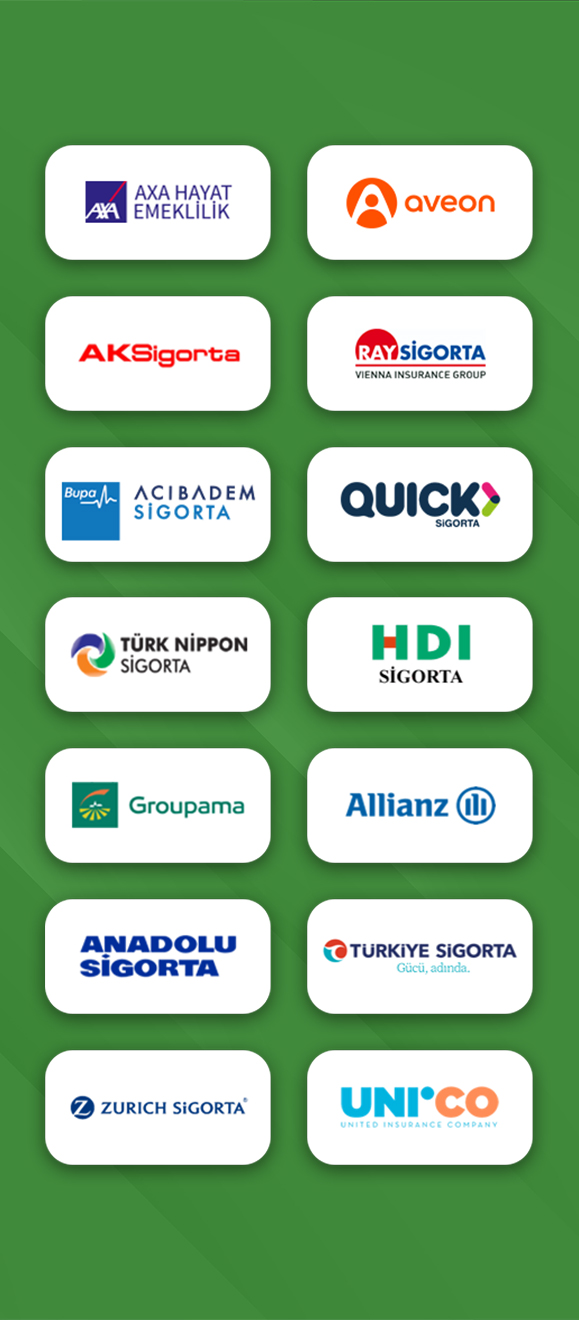 AXA
AXA HAYAT
EMEKLİLİK
aveon
AKSigorta
RAY SİGORTA
VIENNA INSURANCE GROUP
Bupa
ACIBADEM
SİGORTA
QUICK
SİGORTA
TÜRK NİPPON
SİGORTA
HDI
SİGORTA
Groupama
Allianz
ANADOLU
SİGORTA
TÜRKİYE SİGORTA
Gücü, adında.
ZURICH SİGORTA®
UNICO
UNITED INSURANCE COMPANY